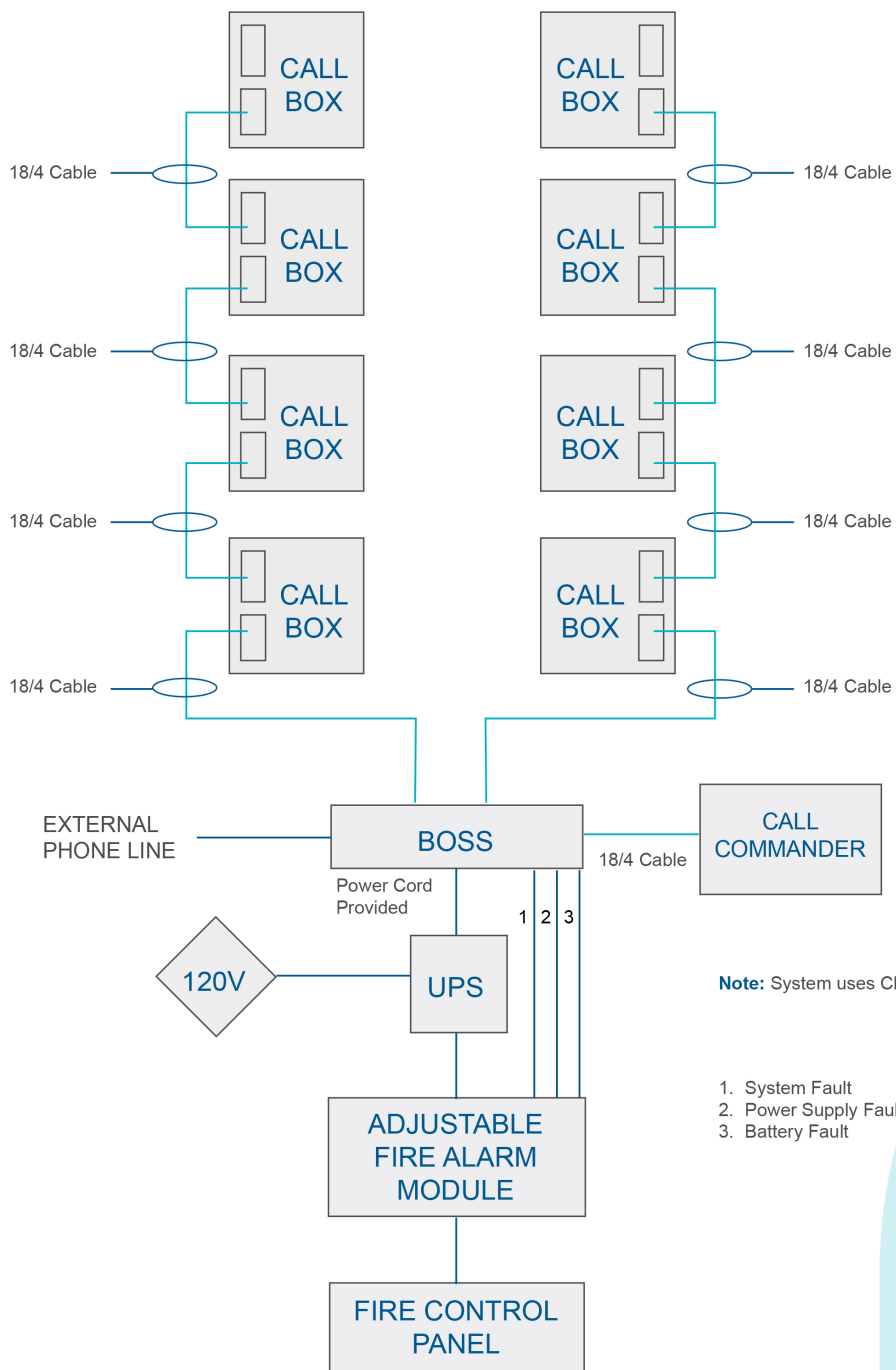 CALL
BOX
CALL
BOX
18/4 Cable
18/4 Cable
CALL
BOX
CALL
BOX
18/4 Cable
18/4 Cable
CALL
BOX
CALL
BOX
18/4 Cable
18/4 Cable
CALL
BOX
CALL
BOX
18/4 Cable
18/4 Cable
EXTERNAL
PHONE LINE
BOSS
18/4 Cable
CALL
COMMANDER
Power Cord
Provided
1 2 3
120V
UPS
Note: System uses
1. System Fault
2. Power Supply
3. Battery Fault
ADJUSTABLE
FIRE ALARM
MODULE
FIRE CONTROL
PANEL